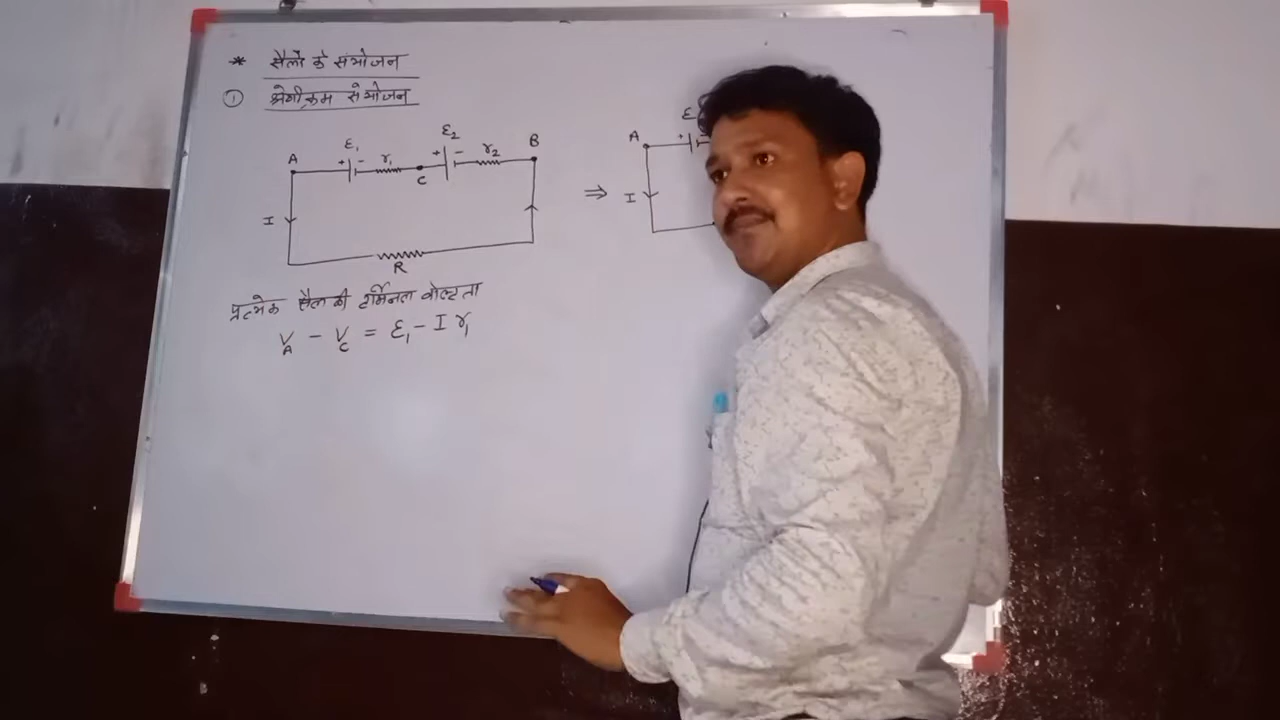 * सैलों के संयोजन
① श्रेणीक्रम संयोजन
A ε₁ + - r₁ C ε₂ + - r₂ B
I
R
⇒
A ε + I
प्रत्येक सैल की टर्मिनल वोल्टता
V_A - V_C = ε₁ - I r₁